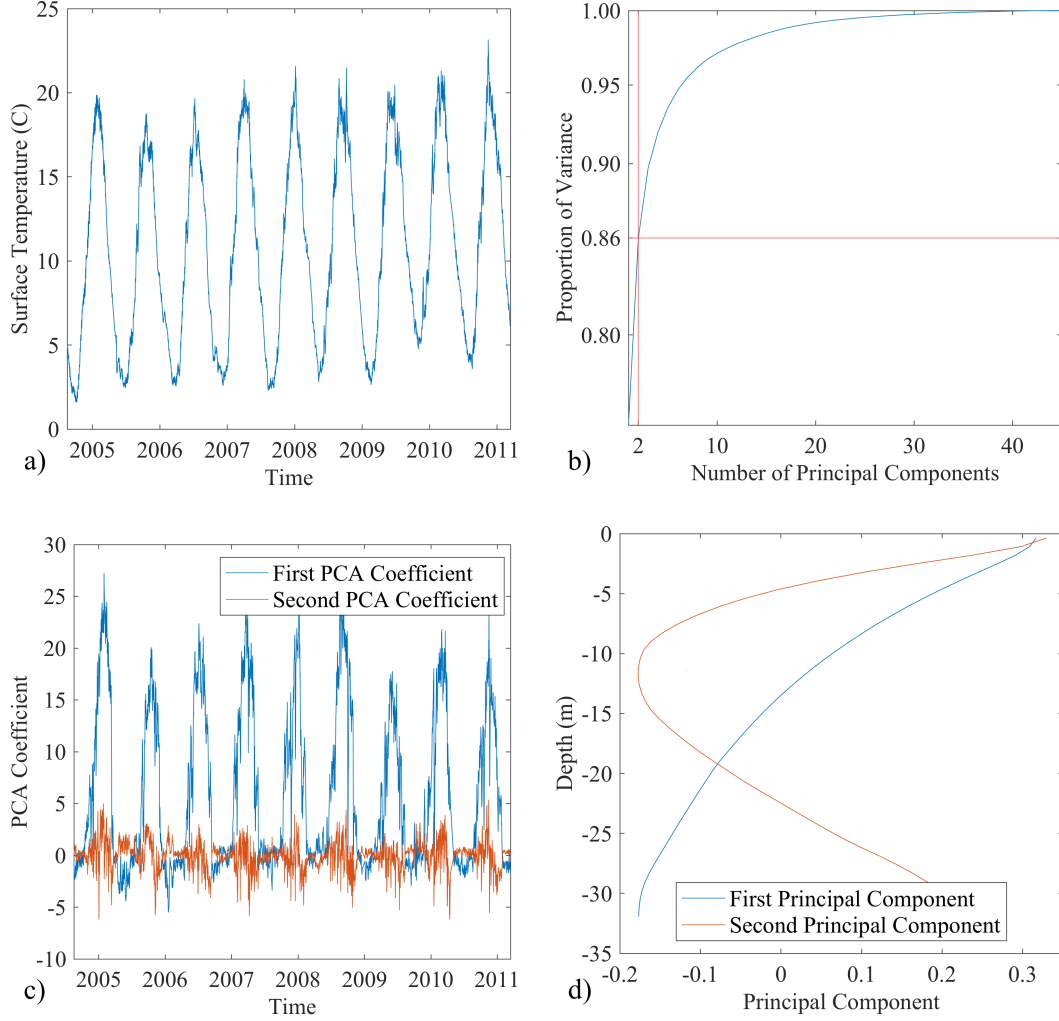 25
20
15
10
5
0
Surface Temperature (C)
2005 2006 2007 2008 2009 2010 2011
Time
a)
1.00
0.95
0.90
0.86
0.80
Proportion of Variance
2 10 20 30 40
Number of Principal Components
b)
30
25
20
15
10
5
0
-5
-10
PCA Coefficient
First PCA Coefficient
Second PCA Coefficient
2005 2006 2007 2008 2009 2010 2011
Time
c)
0
-5
-10
-15
-20
-25
-30
-35
Depth (m)
First Principal Component
Second Principal Component
-0.2 -0.1 0 0.1 0.2 0.3
Principal Component
d)